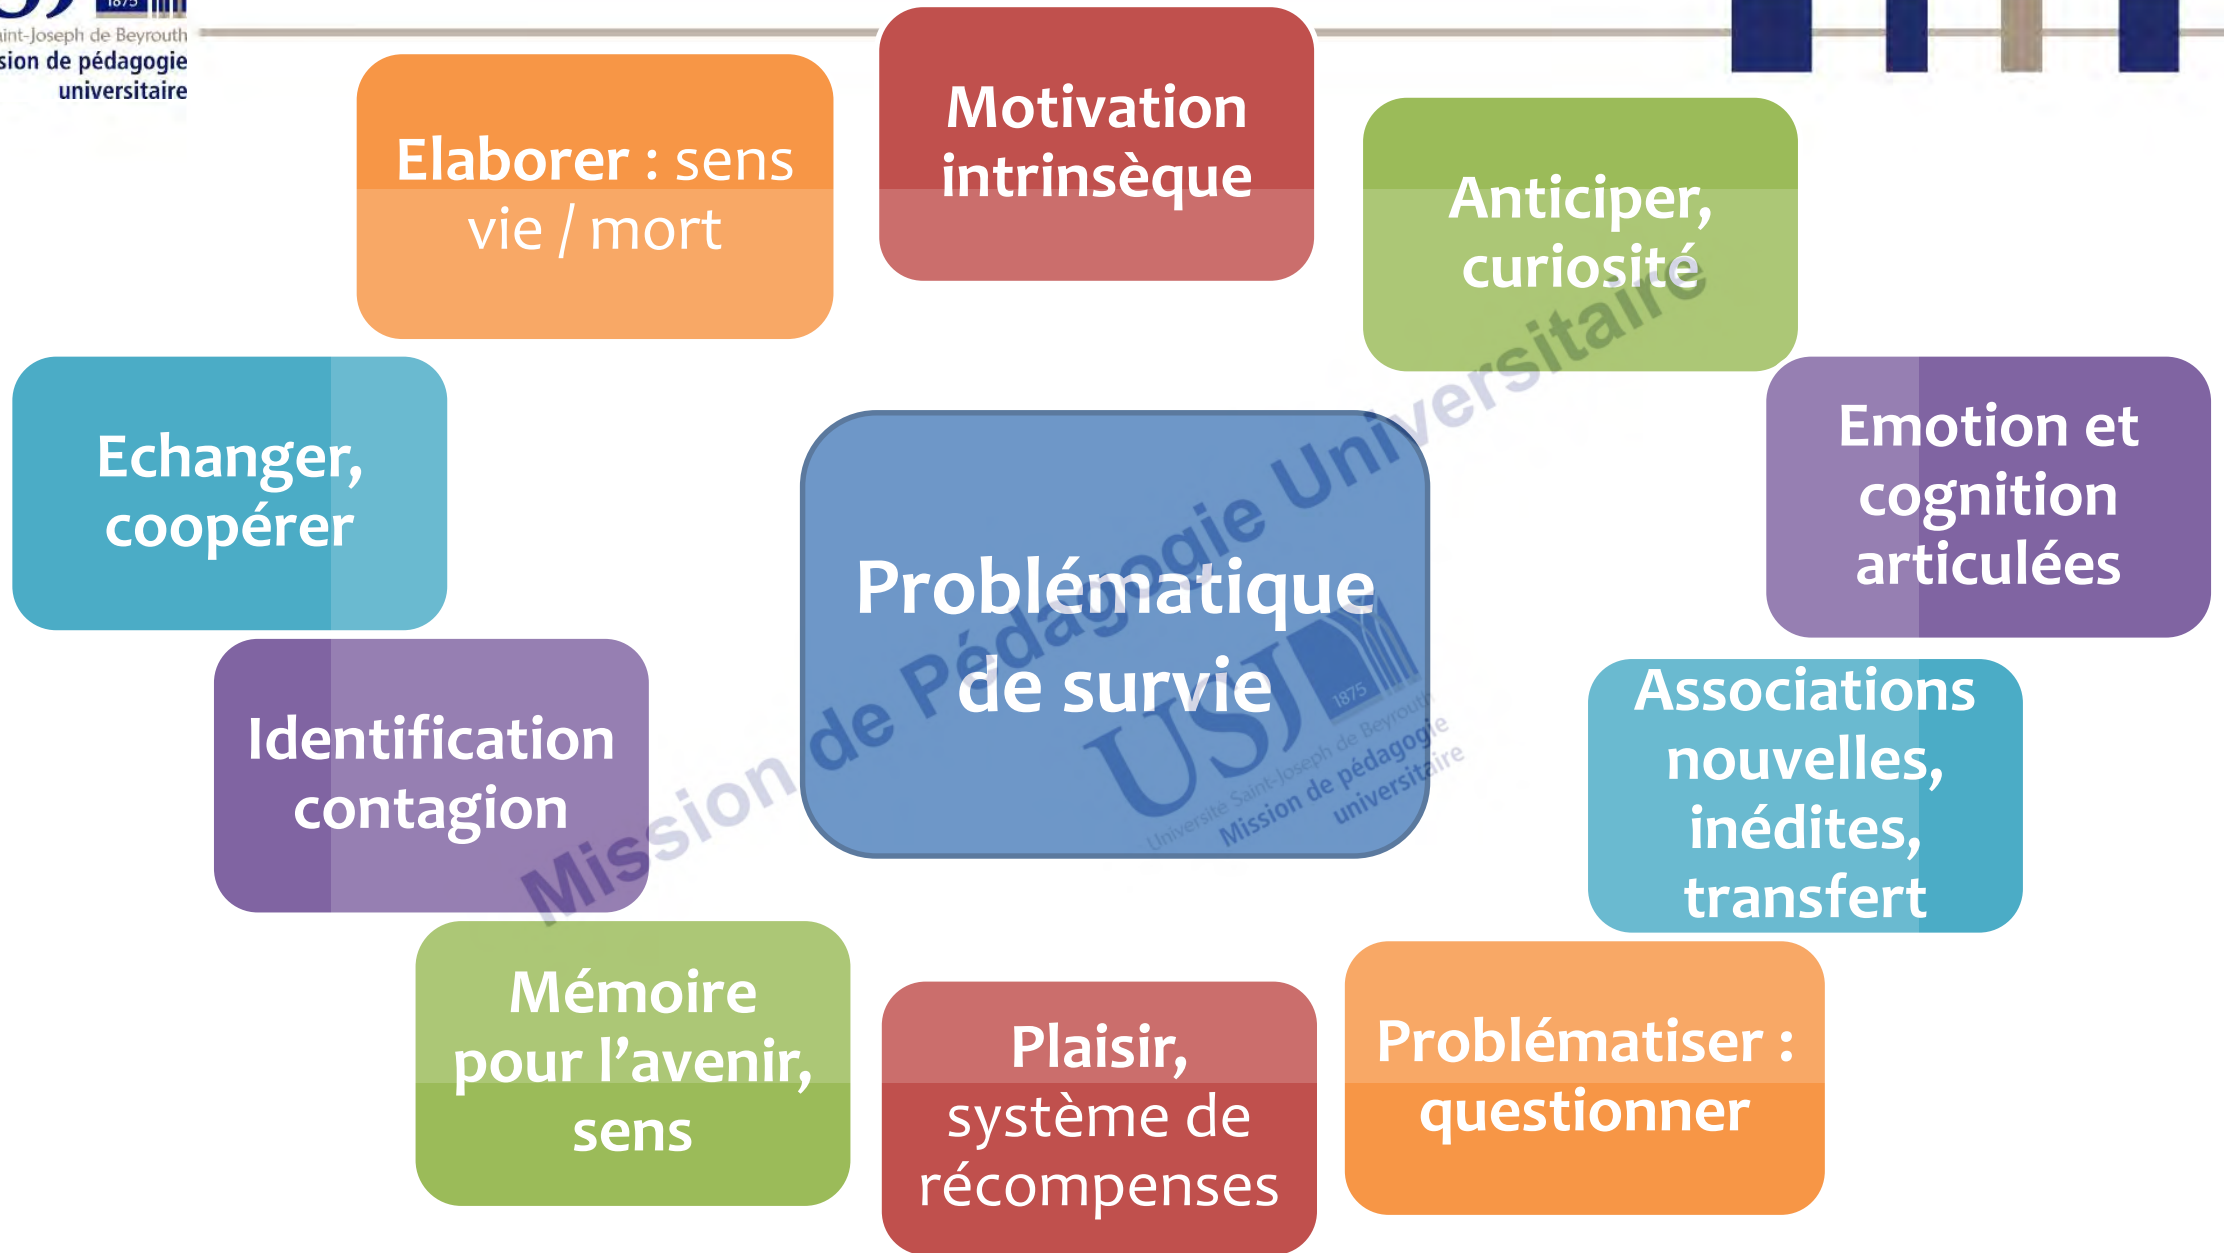 1875
aint-Joseph de Beyrouth
sion de pédagogie
universitaire
Motivation
intrinsèque
Elaborer : sens
vie / mort
Anticiper,
curiosité
Echanger,
coopérer
Emotion et
cognition
articulées
Problématique
de survie
Identification
contagion
Associations
nouvelles,
inédites,
transfert
Mémoire
pour l’avenir,
sens
Plaisir,
système de
récompenses
Problématiser :
questionner
Mission de Pédagogie Universitaire
USJ
1875
Université Saint-Joseph de Beyrouth
Mission de pédagogie
universitaire